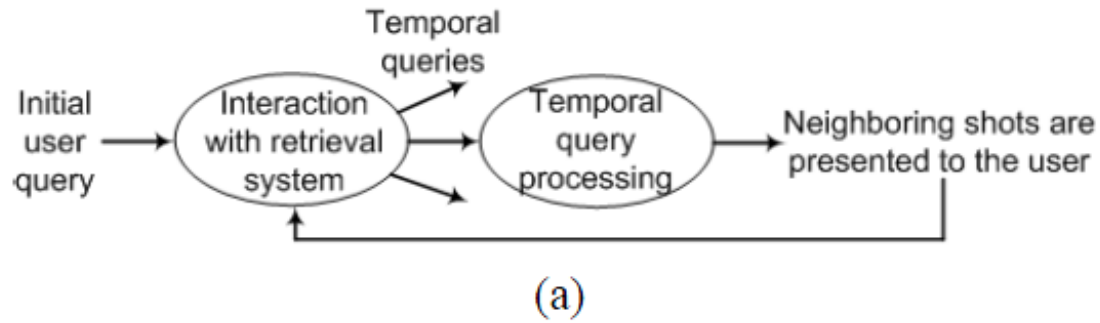 Temporal
queries
Initial
user
query
Interaction
with retrieval
system
Temporal
query
processing
Neighboring shots are
presented to the user
(a)